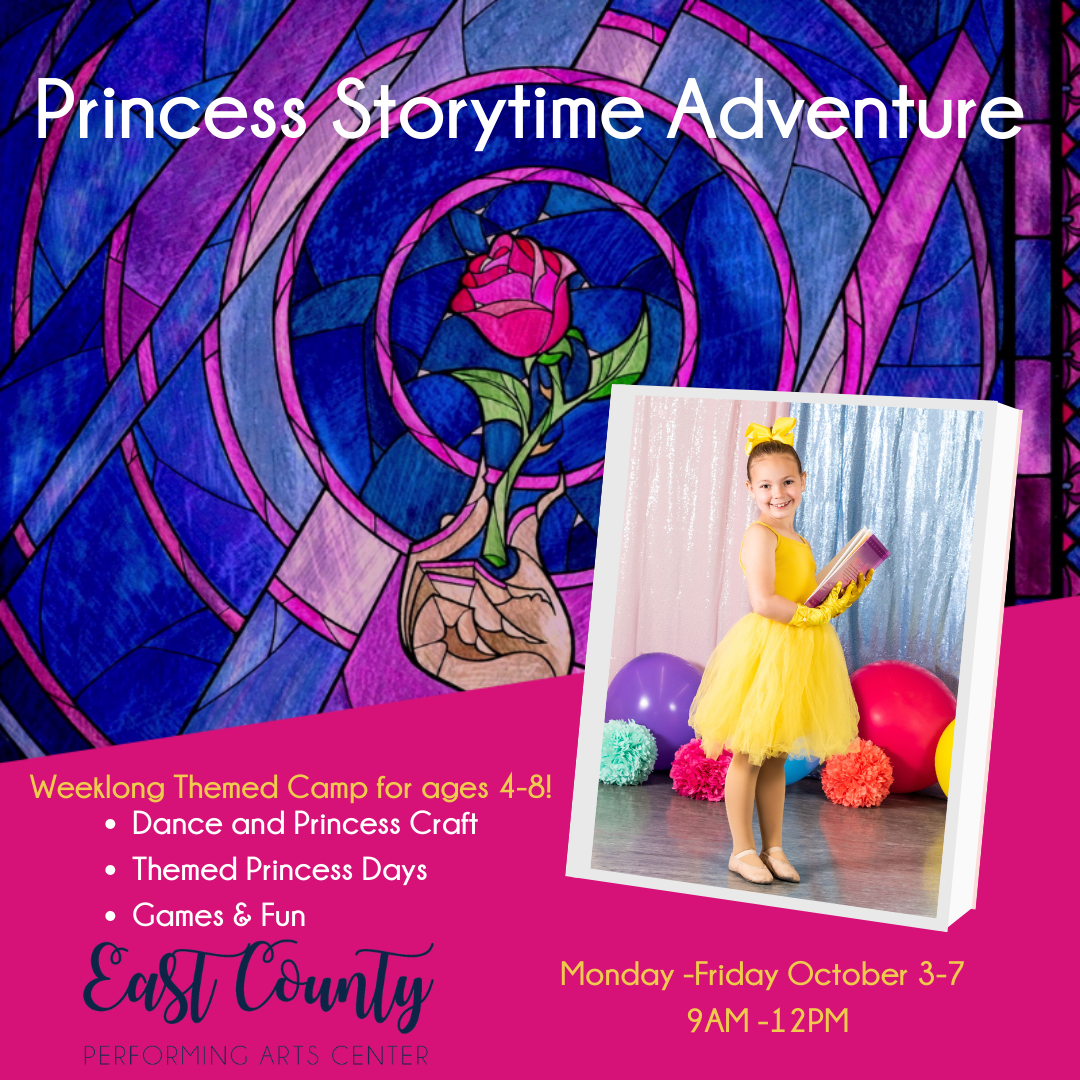 Princess Storytime Adventure
Weeklong Themed Camp for ages 4-8!
• Dance and Princess Craft
• Themed Princess Days
• Games & Fun
East County
PERFORMING ARTS CENTER
Monday -Friday October 3-7
9AM -12PM